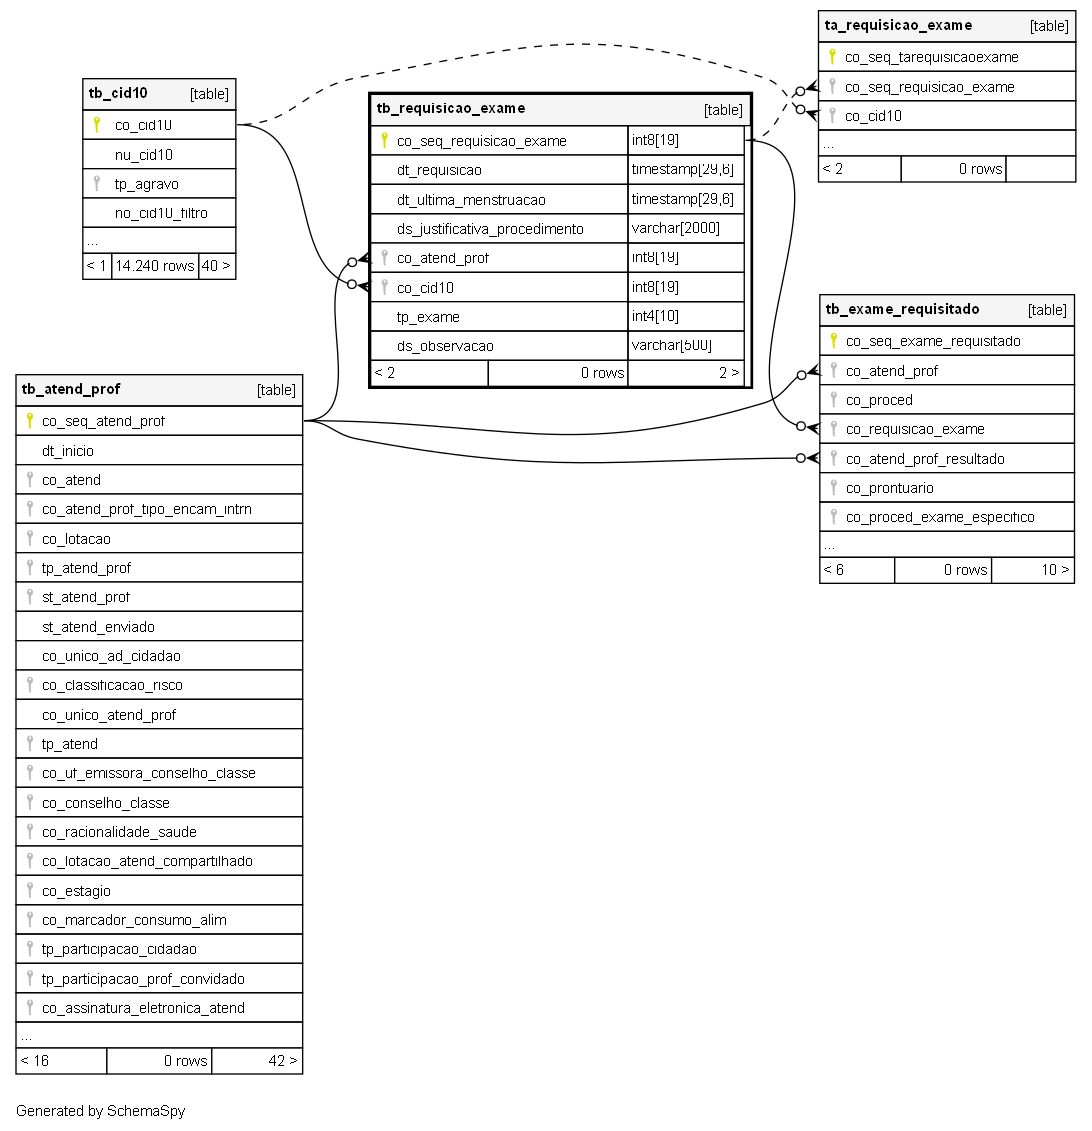 ta_requisicao_exame [table]
co_seq_tarequisicaoexame
co_seq_requisicao_exame
co_cid10
...
< 2 0 rows
tb_cid10 [table]
co_cid10
nu_cid10
tp_agravo
no_cid10_filtro
...
< 1 14.240 rows 40 >
tb_requisicao_exame [table]
co_seq_requisicao_exame int8[19]
dt_requisicao timestamp[29,6]
dt_ultima_menstruacao timestamp[29,6]
ds_justificativa_procedimento varchar[2000]
co_atend_prof int8[19]
co_cid10 int8[19]
tp_exame int4[10]
ds_observacao varchar[500]
< 2 0 rows 2 >
tb_exame_requisitado [table]
co_seq_exame_requisitado
co_atend_prof
co_proced
co_requisicao_exame
co_atend_prof_resultado
co_prontuario
co_proced_exame_especifico
...
< 6 0 rows 10 >
tb_atend_prof [table]
co_seq_atend_prof
dt_inicio
co_atend
co_atend_prof_tipo_encam_intrn
co_lotacao
tp_atend_prof
st_atend_prof
st_atend_enviado
co_unico_ad_cidadao
co_classificacao_risco
co_unico_atend_prof
tp_atend
co_uf_emissora_conselho_classe
co_conselho_classe
co_racionalidade_saude
co_lotacao_atend_compartilhado
co_estagio
co_marcador_consumo_alim
tp_participacao_cidadao
tp_participacao_prof_convidado
co_assinatura_eletronica_atend
...
< 16 0 rows 42 >
Generated by SchemaSpy